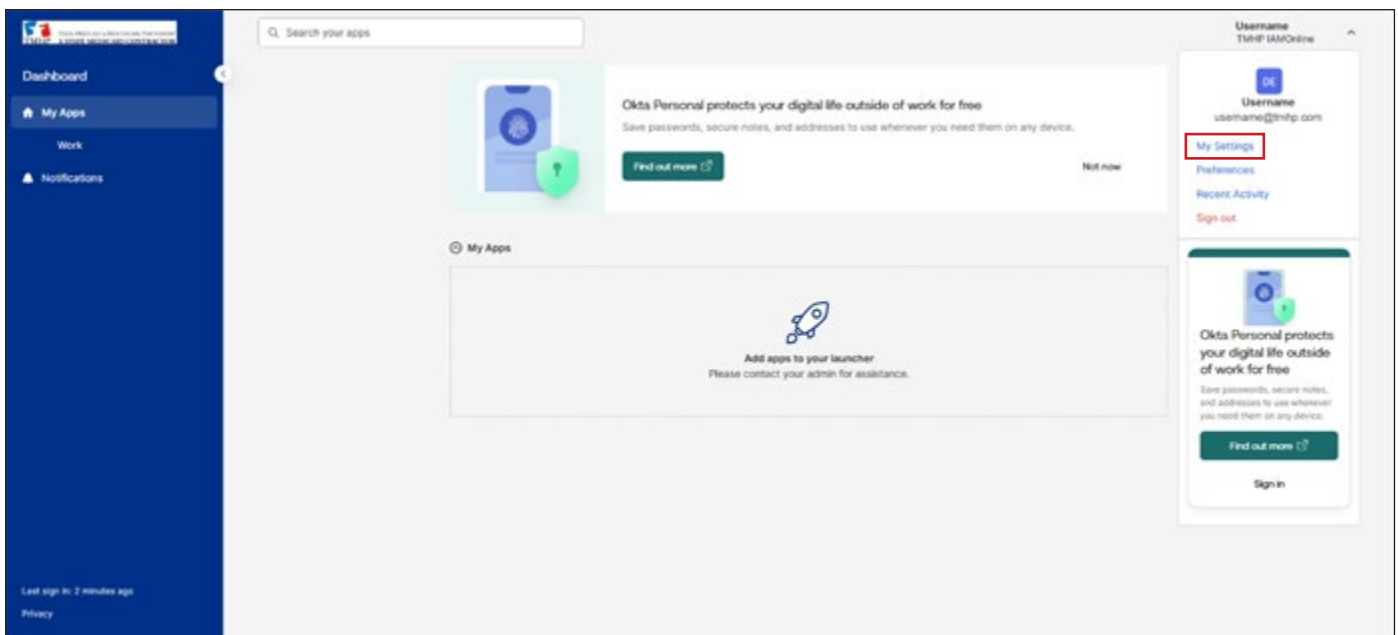 TMHP
A STATE MEDICAID CONTRACTOR
Dashboard
My Apps
Work
Notifications
Last sign in: 2 minutes ago
Privacy
Search your apps
Okta Personal protects your digital life outside of work for free
Save passwords, secure notes, and addresses to use whenever you need them on any device.
Find out more
Not now
My Apps
Add apps to your launcher
Please contact your admin for assistance.
Username
TMHP IAMOnline
DE
Username
username@tmhp.com
My Settings
Preferences
Recent Activity
Sign out
Okta Personal protects
your digital life outside
of work for free
Save passwords, secure notes,
and addresses to use whenever
you need them on any device.
Find out more
Sign in